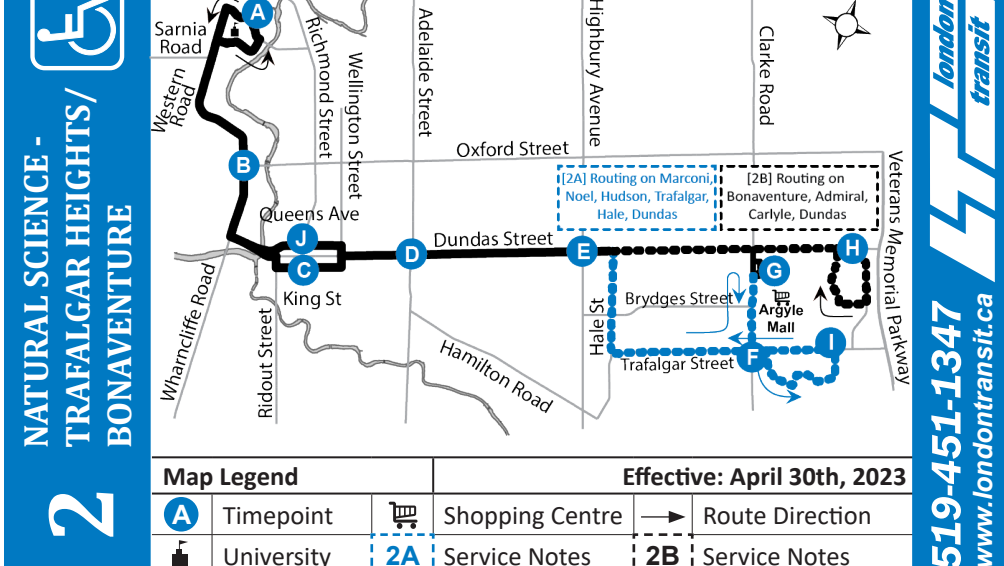 NATURAL SCIENCE -
TRAFALGAR HEIGHTS/
BONAVENTURE
2
A
Sarnia
Road
Western
Road
Richmond Street
Wellington Street
Adelaide Street
Highbury Avenue
Clarke Road
Veterans Memorial Parkway
B
Oxford Street
[2A] Routing on Marconi,
Noel, Hudson, Trafalgar,
Hale, Dundas
[2B] Routing on
Bonaventure, Admiral,
Carlyle, Dundas
Queens Ave
J
C
D
Dundas Street
E
H
G
King St
Wharncliffe Road
Ridout Street
Hamilton Road
Hale St
Brydges Street
Argyle
Mall
Trafalgar Street
F
I
london
transit
519-451-1347
www.londontransit.ca
Map Legend
Effective: April 30th, 2023
A Timepoint
Shopping Centre
Route Direction
University
2A Service Notes
2B Service Notes